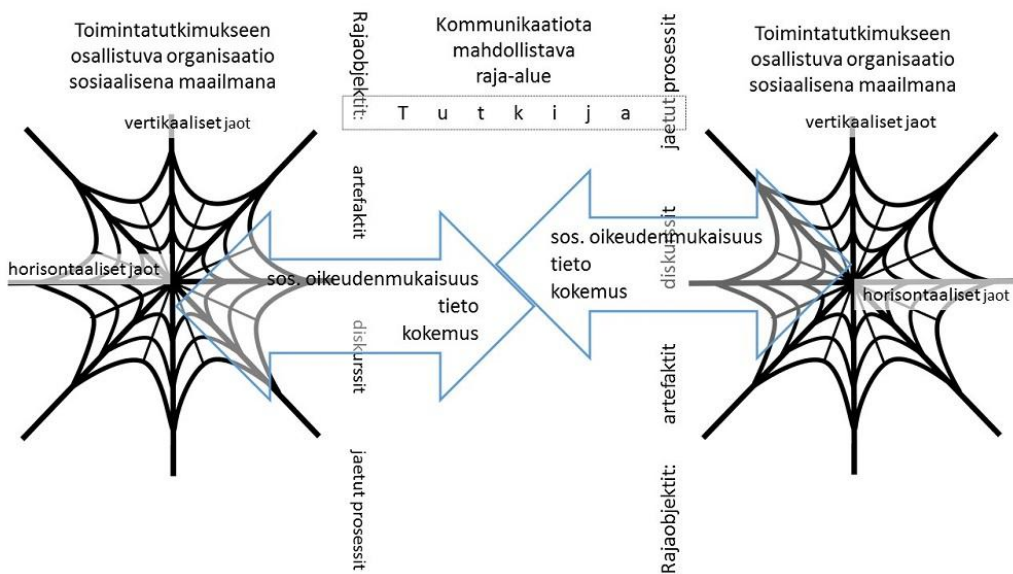 Toimintatutkimukseen
osallistuva organisaatio
sosiaalisena maailmana
vertikaaliset jaot
horisontaaliset jaot
Rajaobjektit:
artefaktit
diskurssit
jaetut prosessit
Kommunikaatiota
mahdollistava
raja-alue
T u t k i j a
sos. oikeudenmukaisuus
tieto
kokemus
sos. oikeudenmukaisuus
tieto
kokemus
Rajaobjektit:
artefaktit
diskurssit
jaetut prosessit
Toimintatutkimukseen
osallistuva organisaatio
sosiaalisena maailmana
vertikaaliset jaot
horisontaaliset jaot